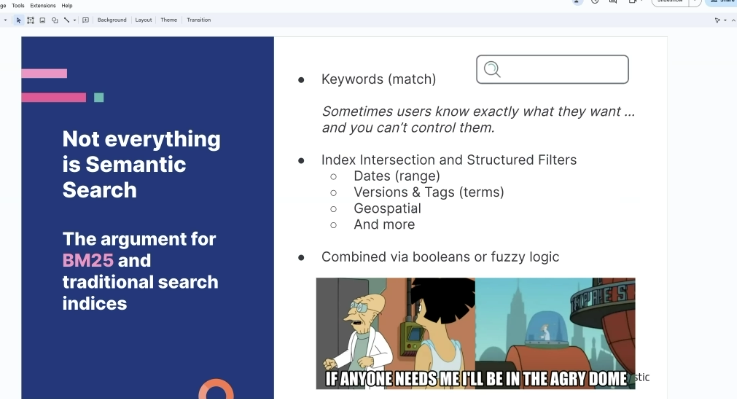 Tools Extensions Help
Background Layout Theme Transition
Not everything
is Semantic
Search
The argument for
BM25 and
traditional search
indices
Keywords (match)
Sometimes users know exactly what they want ...
and you can't control them.
Index Intersection and Structured Filters
Dates (range)
Versions & Tags (terms)
Geospatial
And more
Combined via booleans or fuzzy logic
IF ANYONE NEEDS ME I'LL BE IN THE AGRY DOME
stic